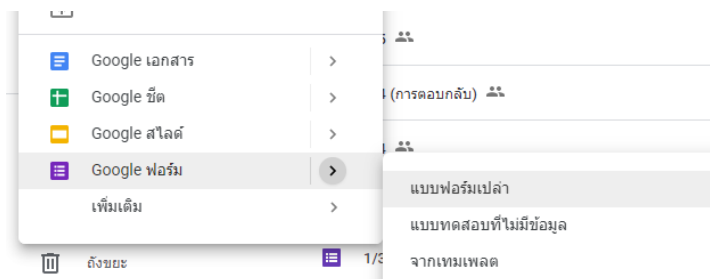 Google เอกสาร
Google ชีต
(การตอบกลับ)
Google สไลด์
Google ฟอร์ม
แบบฟอร์มเปล่า
เพิ่มเติม
แบบทดสอบที่ไม่มีข้อมูล
ถังขยะ
1/3
จากเทมเพลต